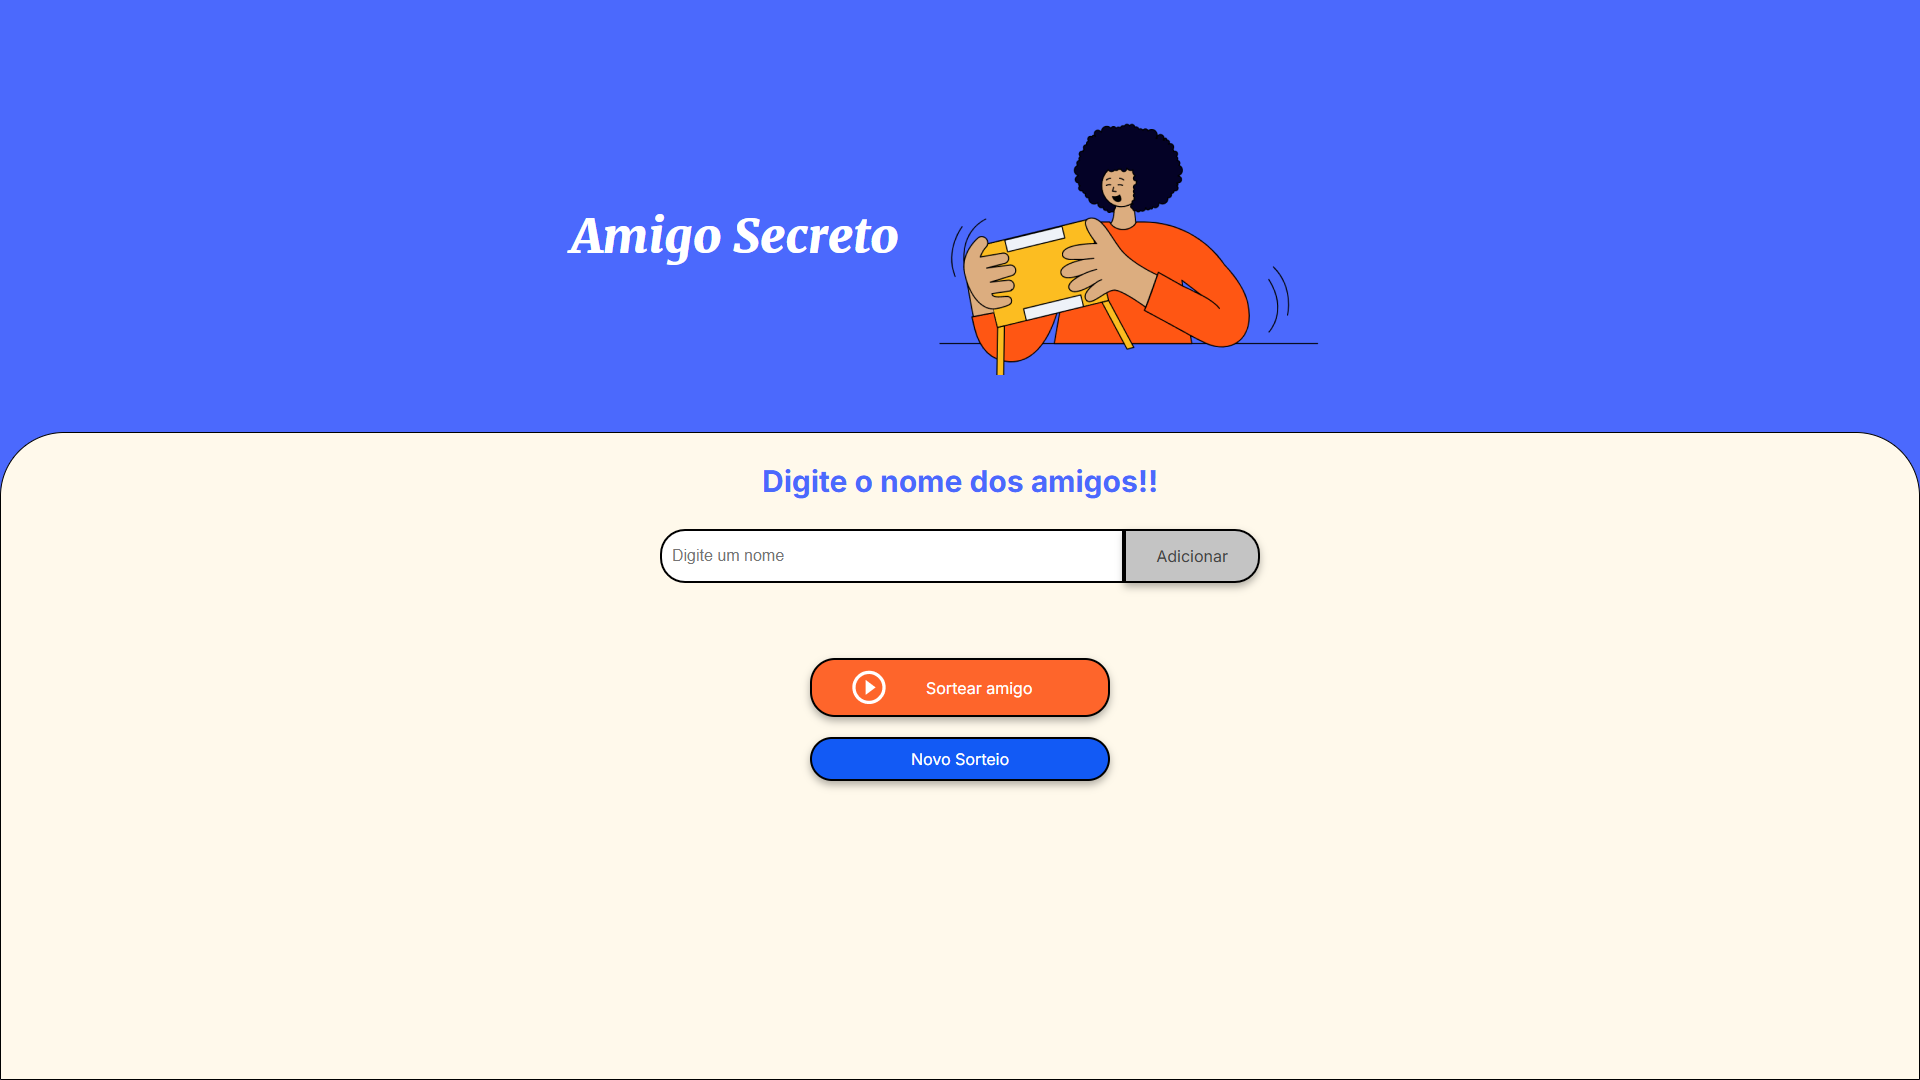 Amigo Secreto
Digite o nome dos amigos!!
Digite um nome
Adicionar
Sortear amigo
Novo Sorteio